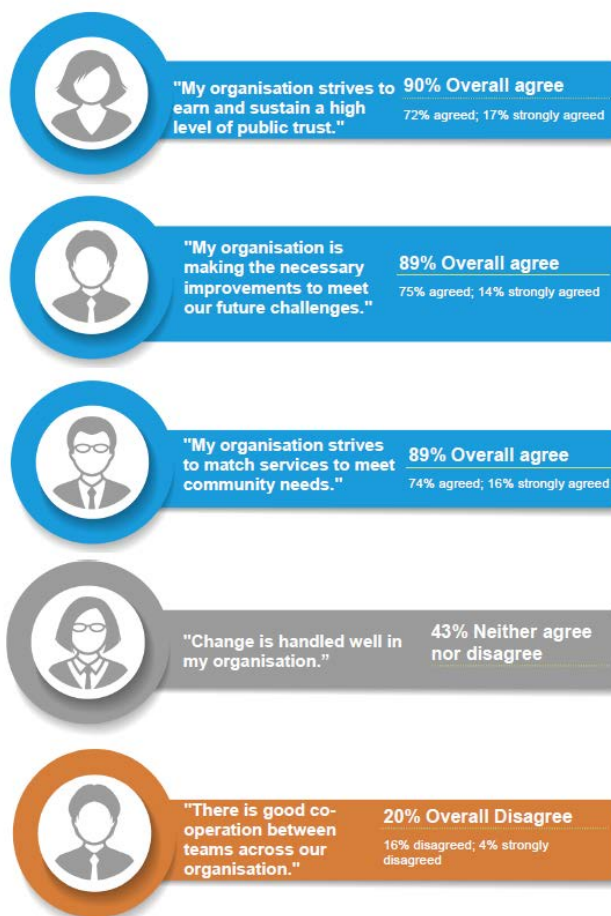 "My organisation strives to
earn and sustain a high
level of public trust."
90% Overall agree
72% agreed; 17% strongly agreed
"My organisation is
making the necessary
improvements to meet
our future challenges."
89% Overall agree
75% agreed; 14% strongly agreed
"My organisation strives
to match services to meet
community needs."
89% Overall agree
74% agreed; 16% strongly agreed
"Change is handled well in
my organisation.”
43% Neither agree
nor disagree
"There is good co-
operation between
teams across our
organisation."
20% Overall Disagree
16% disagreed; 4% strongly
disagreed